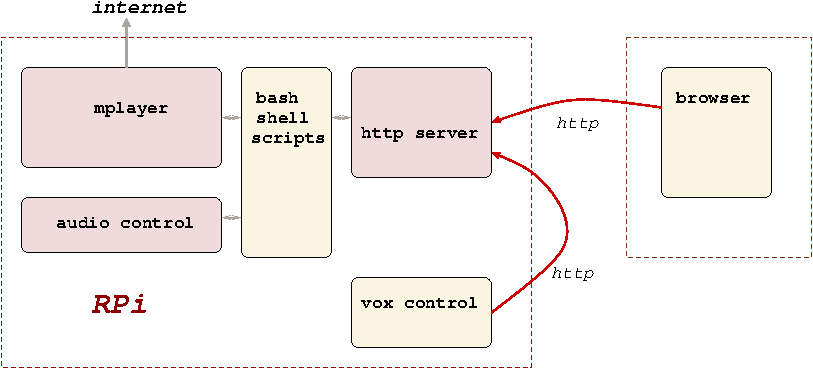 internet
mplayer
bash
shell
scripts
http server
browser
http
audio control
http
RPi
vox control